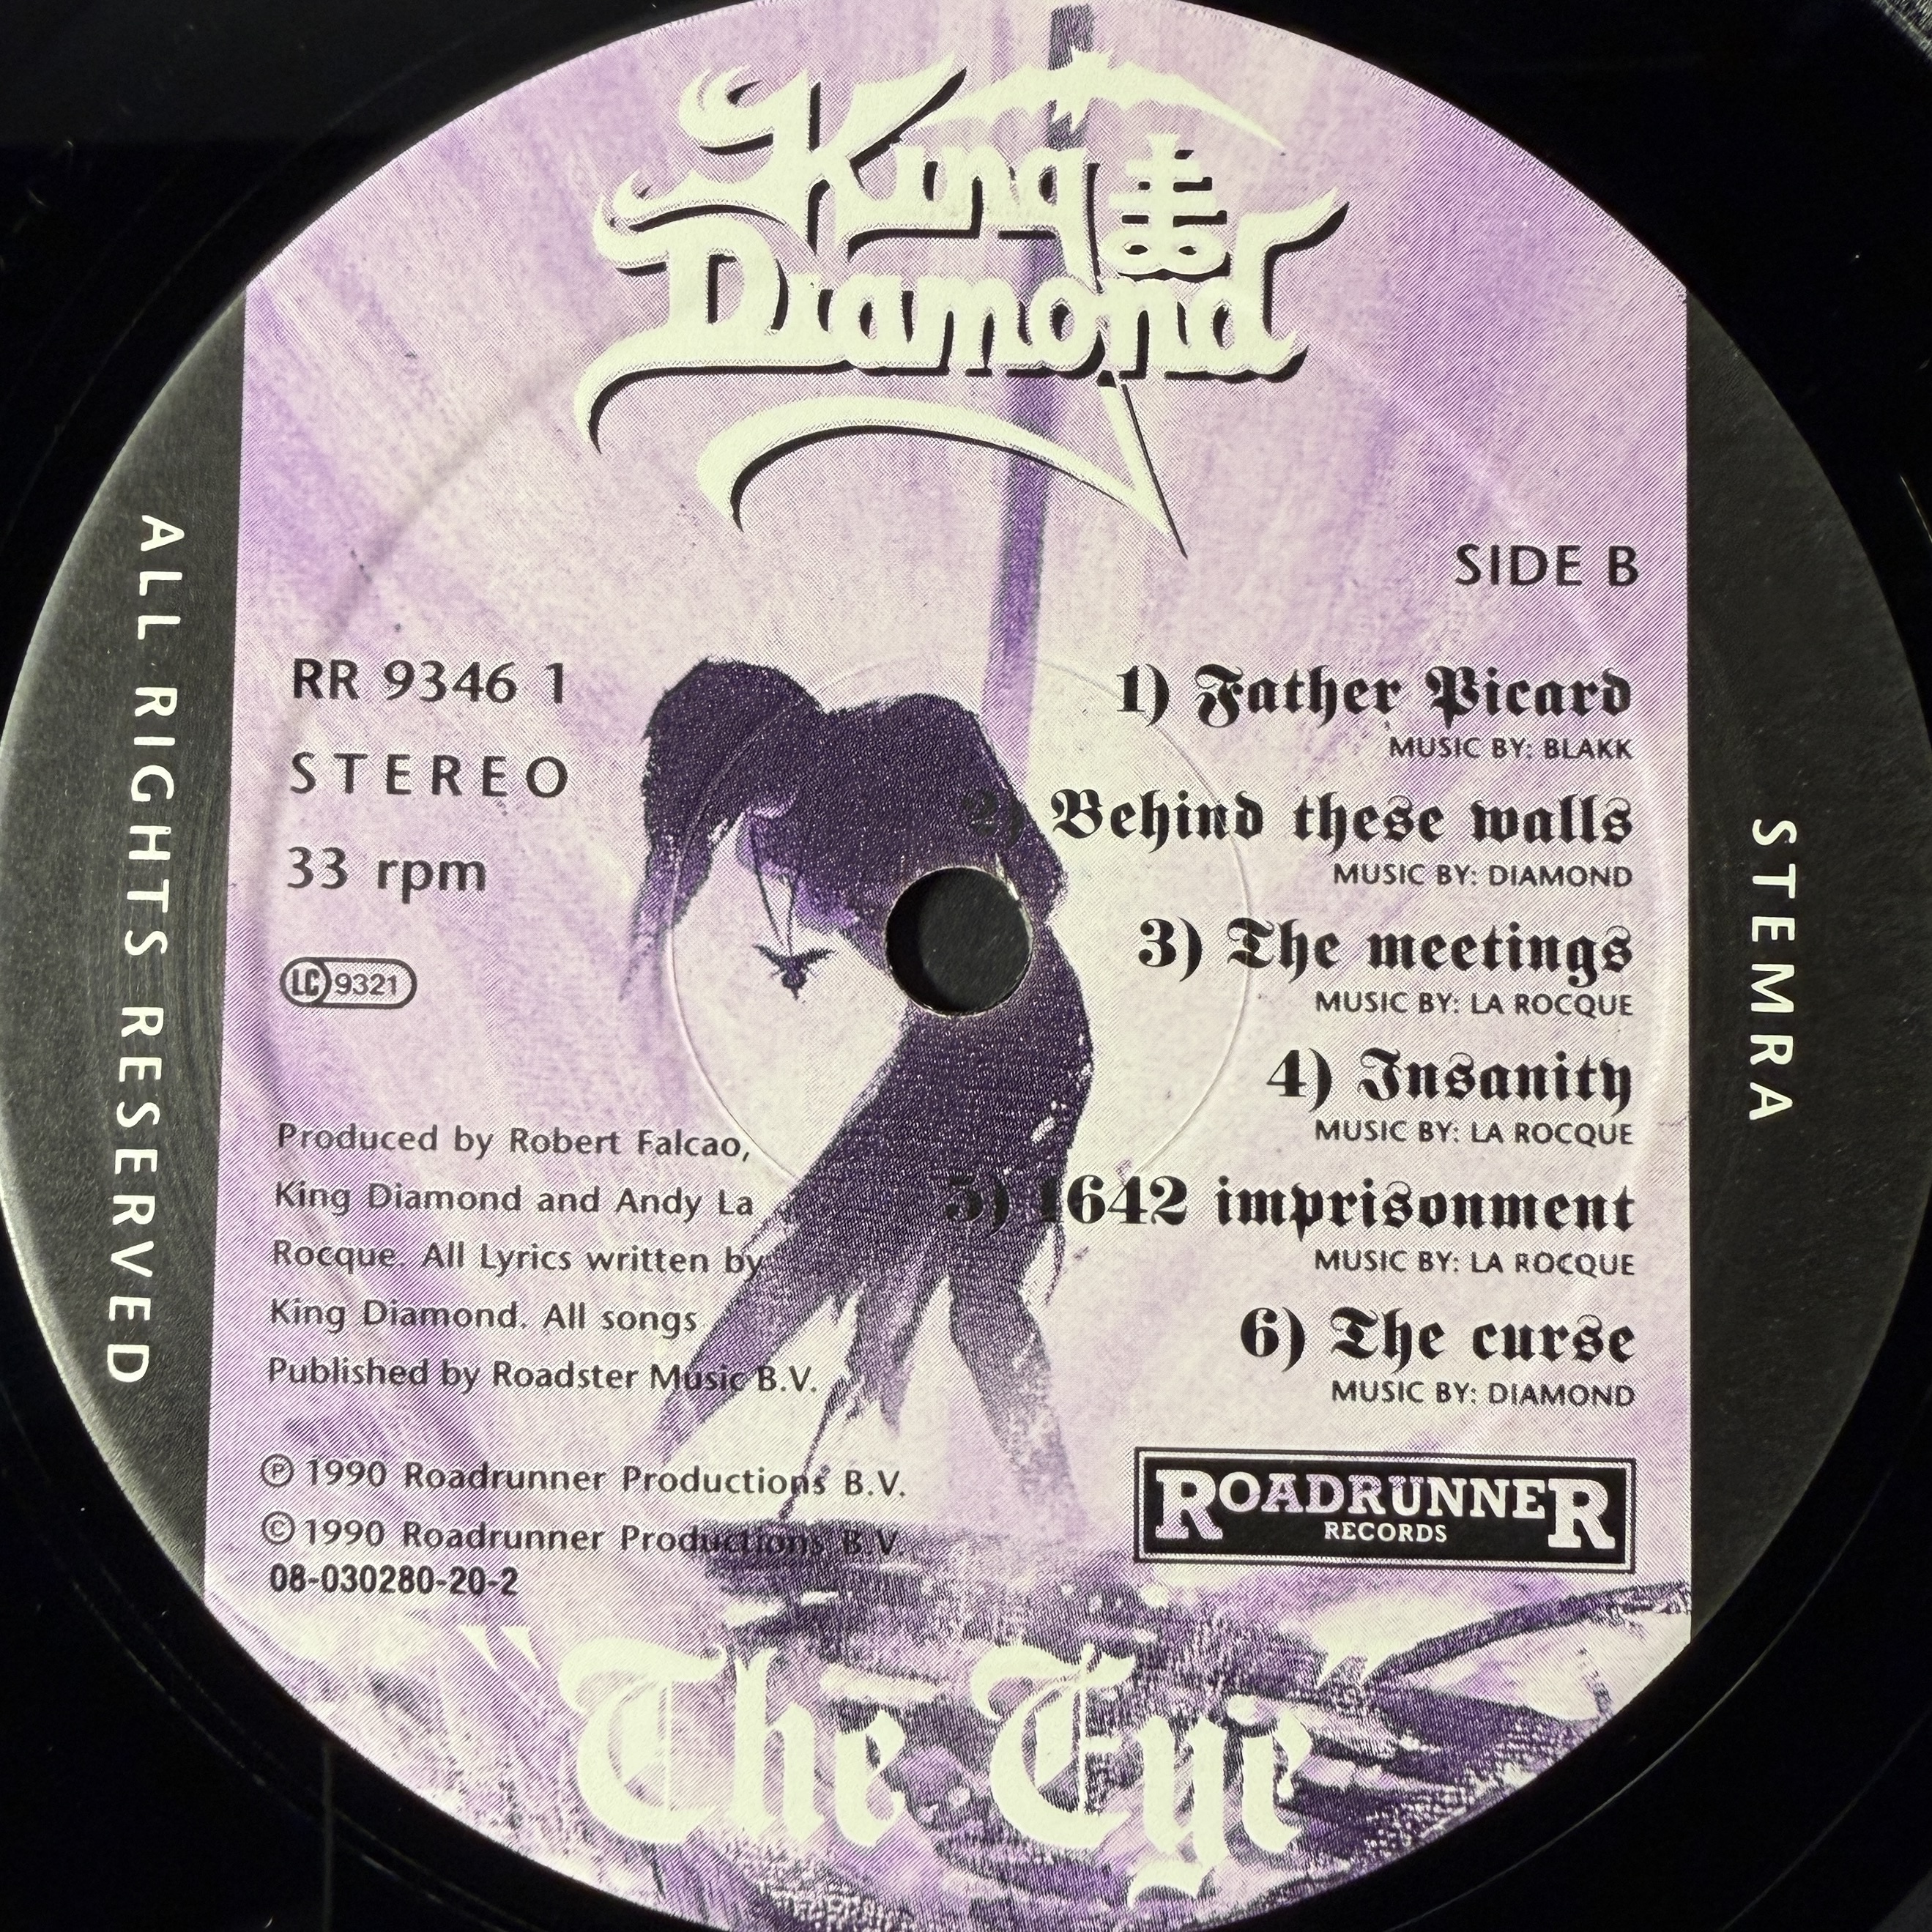 King
Diamond
SIDE B
RR 9346 1
STEREO
33 rpm
LC 9321
1) Father Picard
MUSIC BY: BLAKK
2) Behind these walls
MUSIC BY: DIAMOND
3) The meetings
MUSIC BY: LA ROCQUE
4) Insanity
MUSIC BY: LA ROCQUE
5) 1642 imprisonment
MUSIC BY: LA ROCQUE
6) The curse
MUSIC BY: DIAMOND
Produced by Robert Falcao,
King Diamond and Andy La
Rocque. All Lyrics written by
King Diamond. All songs
Published by Roadster Music B.V.
℗ 1990 Roadrunner Productions B.V.
© 1990 Roadrunner Productions B.V.
08-030280-20-2
ROADRUNNER
RECORDS
"The Eye"
ALL RIGHTS RESERVED
STEMRA